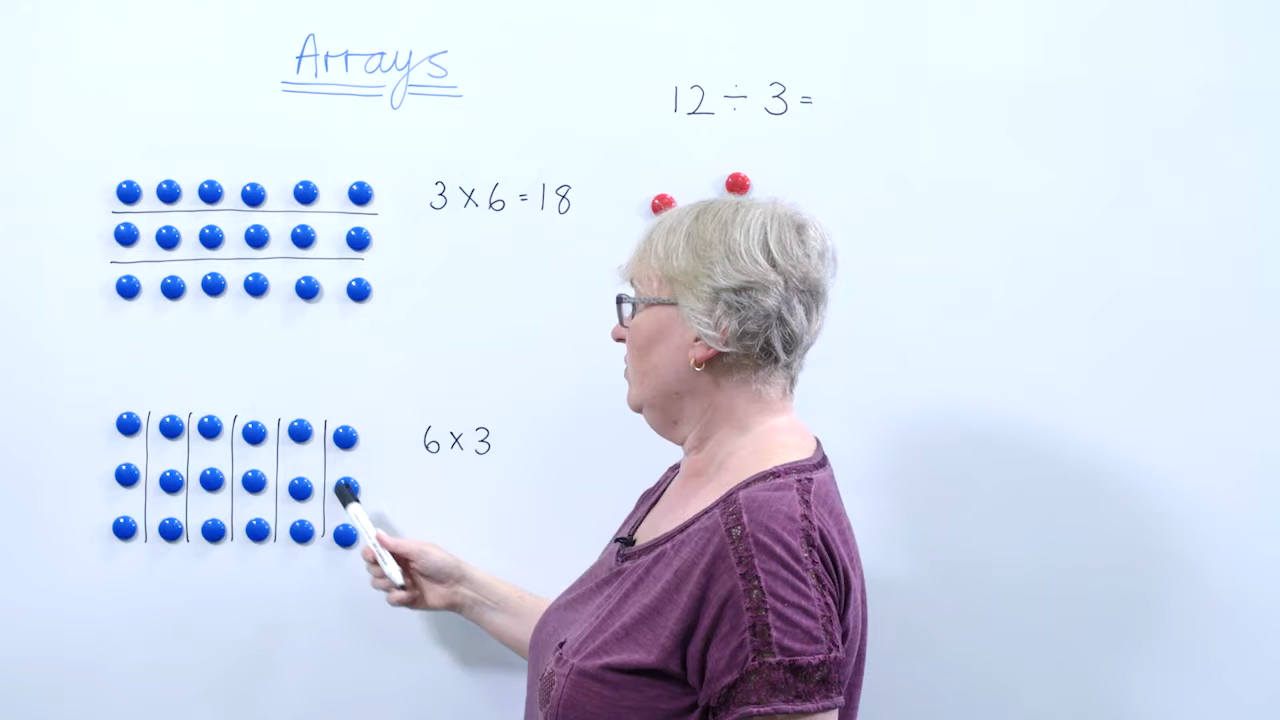 Arrays
12 ÷ 3 =
3 × 6 = 18
6 × 3